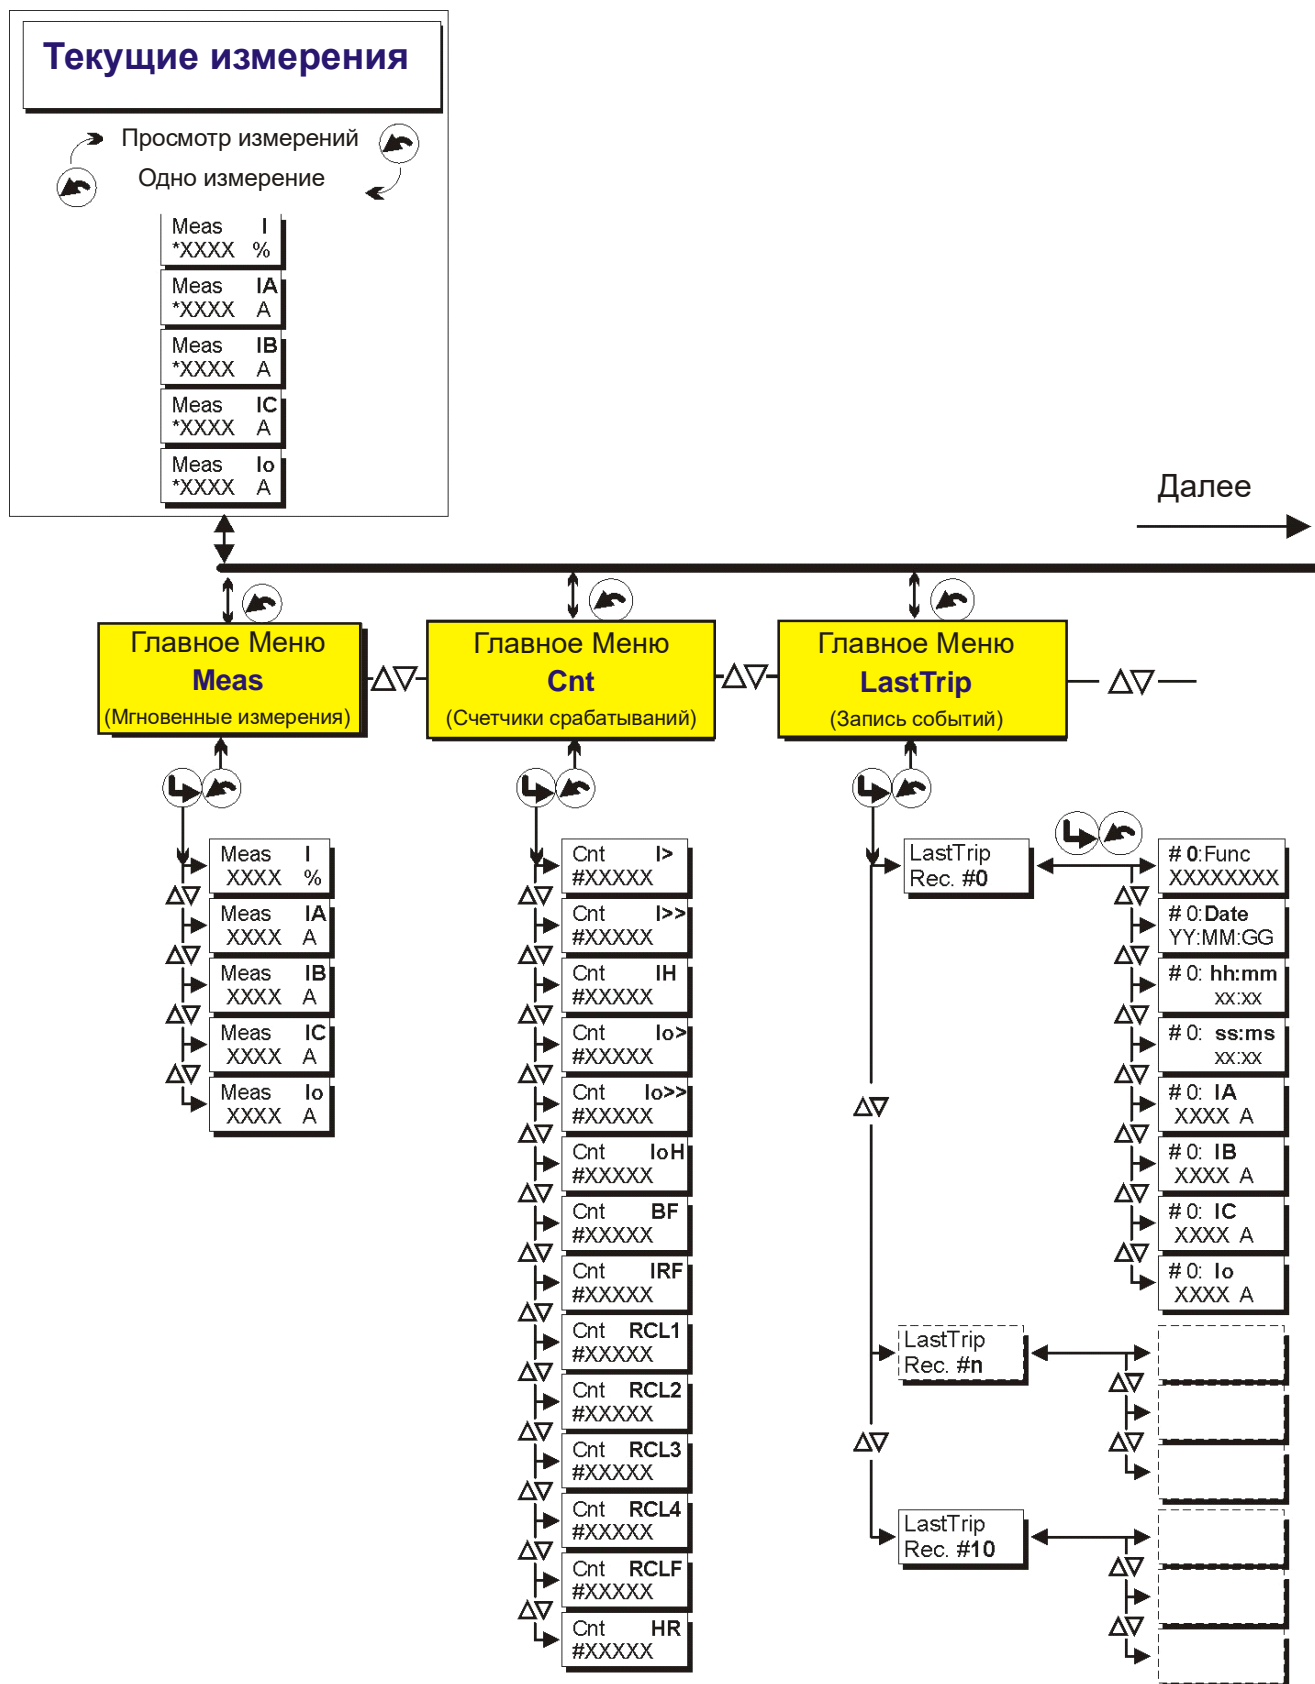 Текущие измерения
Просмотр измерений
Одно измерение
Meas I
*XXXX %
Meas IA
*XXXX A
Meas IB
*XXXX A
Meas IC
*XXXX A
Meas Io
*XXXX A
Далее
Главное Меню
Meas
(Мгновенные измерения)
Главное Меню
Cnt
(Счетчики срабатываний)
Главное Меню
LastTrip
(Запись событий)
Meas I
XXXX %
Meas IA
XXXX A
Meas IB
XXXX A
Meas IC
XXXX A
Meas Io
XXXX A
Cnt I>
#XXXXX
Cnt I>>
#XXXXX
Cnt IH
#XXXXX
Cnt Io>
#XXXXX
Cnt Io>>
#XXXXX
Cnt IoH
#XXXXX
Cnt BF
#XXXXX
Cnt IRF
#XXXXX
Cnt RCL1
#XXXXX
Cnt RCL2
#XXXXX
Cnt RCL3
#XXXXX
Cnt RCL4
#XXXXX
Cnt RCLF
#XXXXX
Cnt HR
#XXXXX
LastTrip
Rec. #0
# 0:Func
XXXXXXXX
# 0:Date
YY:MM:GG
# 0: hh:mm
xx:xx
# 0: ss:ms
xx:xx
# 0: IA
XXXX A
# 0: IB
XXXX A
# 0: IC
XXXX A
# 0: Io
XXXX A
LastTrip
Rec. #n
LastTrip
Rec. #10